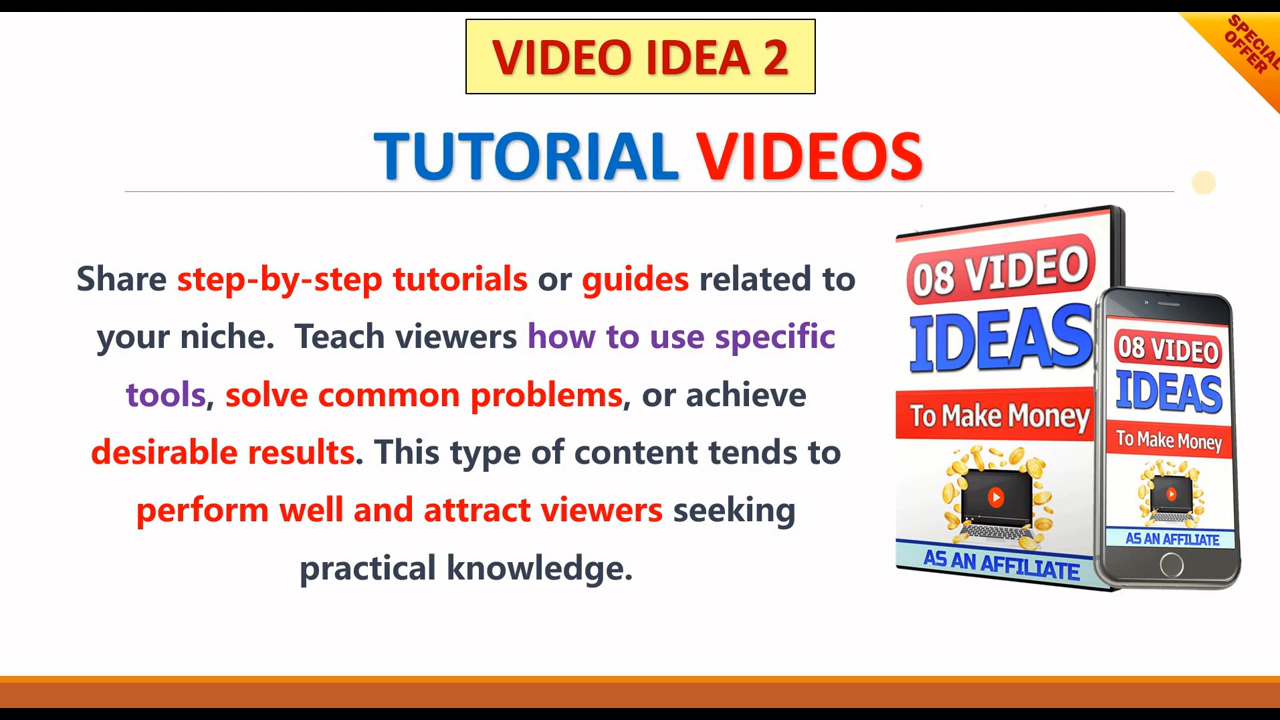 VIDEO IDEA 2
SPECIAL
OFFER
TUTORIAL VIDEOS
Share step-by-step tutorials or guides related to
your niche.  Teach viewers how to use specific
tools, solve common problems, or achieve
desirable results. This type of content tends to
perform well and attract viewers seeking
practical knowledge.
08 VIDEO
IDEAS
To Make Money
AS AN AFFILIATE
08 VIDEO
IDEAS
To Make Money
AS AN AFFILIATE